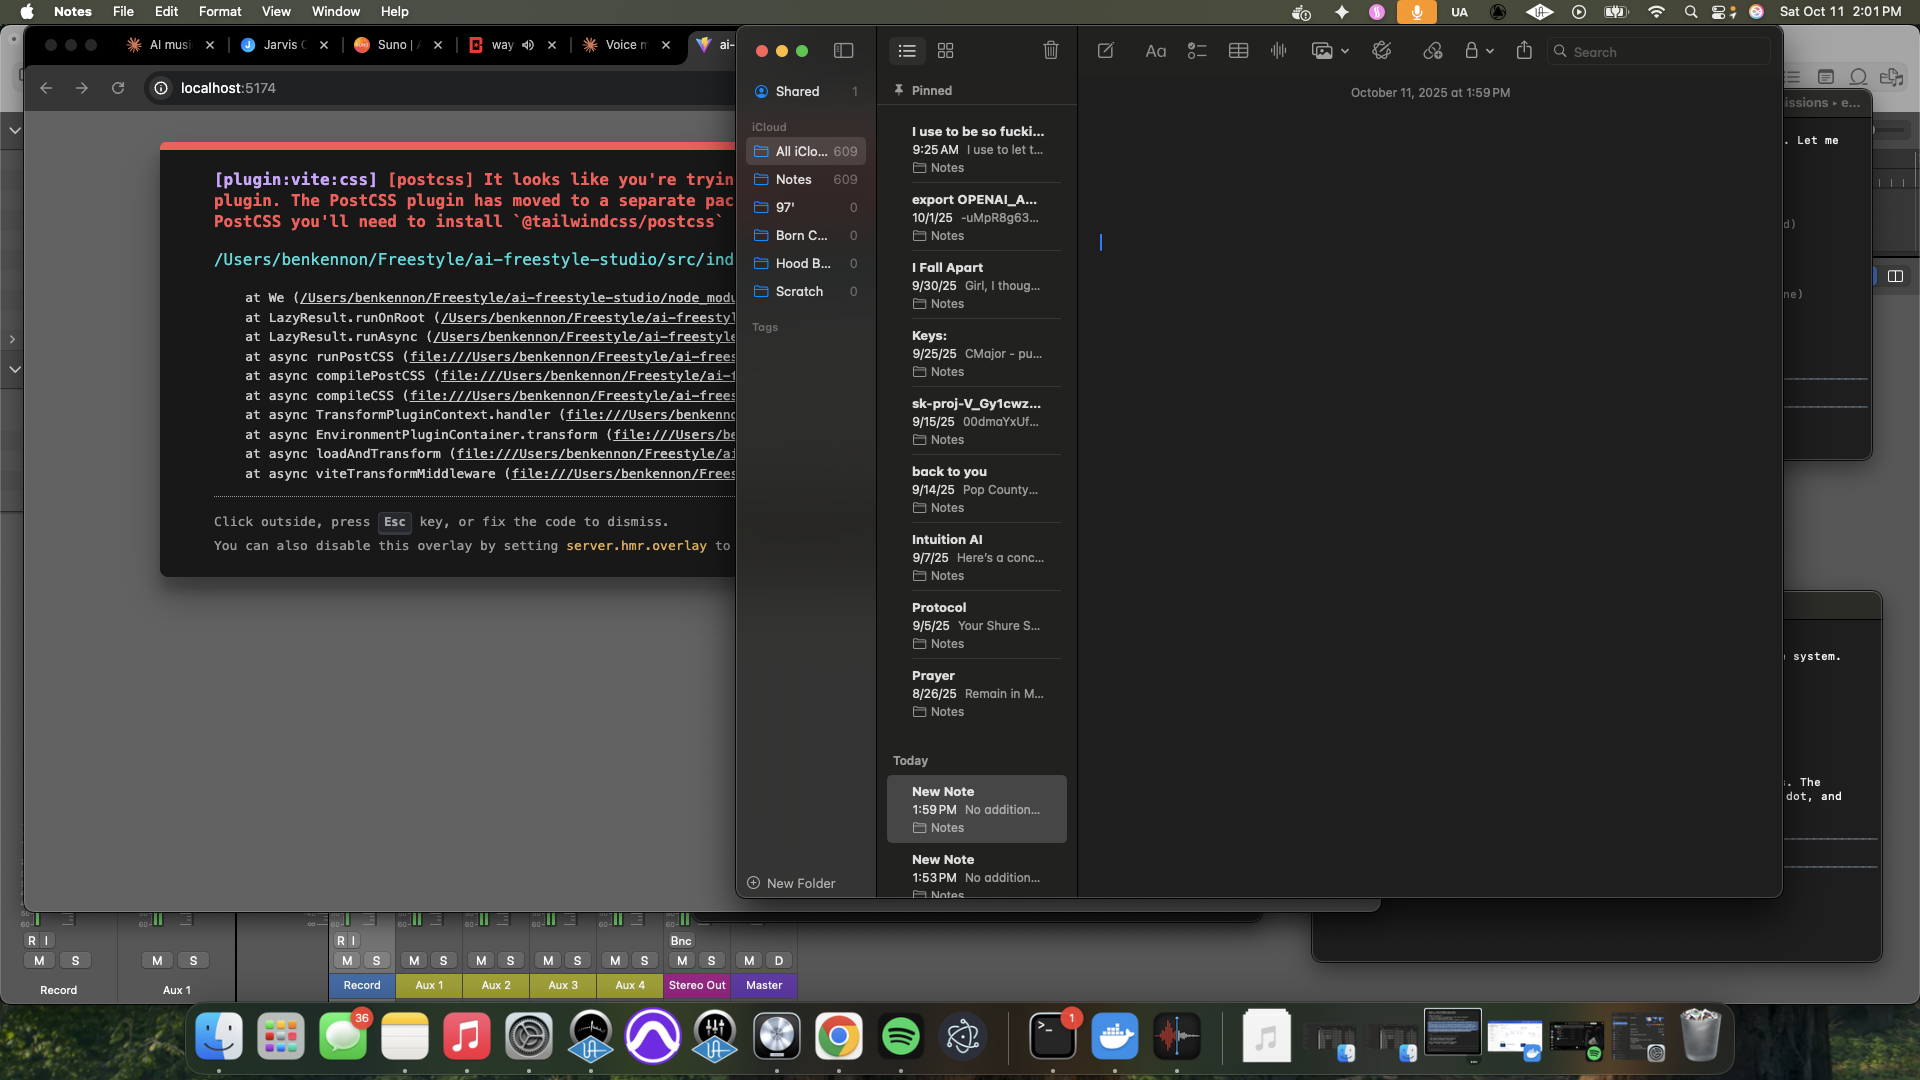 Notes File Edit Format View Window Help UA Sat Oct 11 2:01 PM
AI musi Jarvis C Suno | way Voice m ai-
localhost:5174
[plugin:vite:css] [postcss] It looks like you're tryin
plugin. The PostCSS plugin has moved to a separate pac
PostCSS you'll need to install `@tailwindcss/postcss`
/Users/benkennon/Freestyle/ai-freestyle-studio/src/ind
at We (/Users/benkennon/Freestyle/ai-freestyle-studio/node_modu
at LazyResult.runOnRoot (/Users/benkennon/Freestyle/ai-freestyl
at LazyResult.runAsync (/Users/benkennon/Freestyle/ai-freestyle
at async runPostCSS (file:///Users/benkennon/Freestyle/ai-frees
at async compilePostCSS (file:///Users/benkennon/Freestyle/ai-f
at async compileCSS (file:///Users/benkennon/Freestyle/ai-frees
at async TransformPluginContext.handler (file:///Users/benkenno
at async EnvironmentPluginContainer.transform (file:///Users/be
at async loadAndTransform (file:///Users/benkennon/Freestyle/ai
at async viteTransformMiddleware (file:///Users/benkennon/Frees
Click outside, press Esc key, or fix the code to dismiss.
You can also disable this overlay by setting server.hmr.overlay to
Shared 1
iCloud
All iClo... 609
Notes 609
97' 0
Born C... 0
Hood B... 0
Scratch 0
Tags
New Folder
Pinned
I use to be so fucki...
9:25 AM I use to let t...
Notes
export OPENAI_A...
10/1/25 -uMpR8g63...
Notes
I Fall Apart
9/30/25 Girl, I thoug...
Notes
Keys:
9/25/25 CMajor - pu...
Notes
sk-proj-V_Gy1cwz...
9/15/25 00dmaYxUf...
Notes
back to you
9/14/25 Pop County...
Notes
Intuition AI
9/7/25 Here's a conc...
Notes
Protocol
9/5/25 Your Shure S...
Notes
Prayer
8/26/25 Remain in M...
Notes
Today
New Note
1:59 PM No addition...
Notes
New Note
1:53 PM No addition...
Notes
Aa
Search
October 11, 2025 at 1:59 PM
issions ▸ e...
. Let me
d)
ne)
e system.
s. The
dot, and
R I R I Bnc
M S M S M S M S M S M S M S M S M D
Record Aux 1 Record Aux 1 Aux 2 Aux 3 Aux 4 Stereo Out Master
36
1